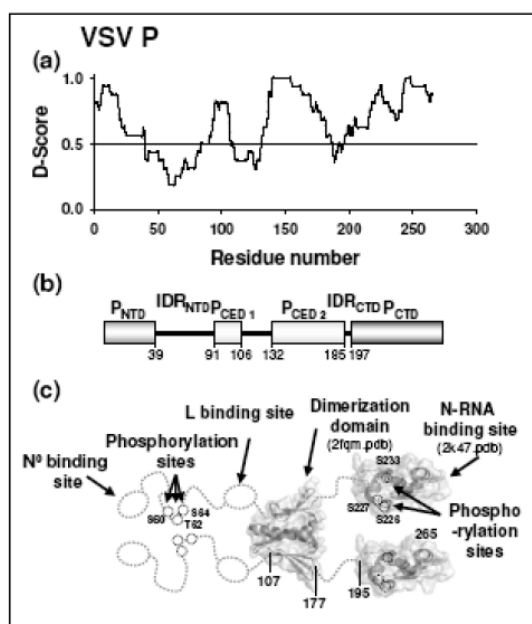 VSV P
(a)
1.0
0.5
0.0
D-Score
0 50 100 150 200 250 300
Residue number
(b)
PNTD IDRNTD PCED 1 PCED 2 IDRCTD PCTD
39 91 106 132 185 197
(c)
N⁰ binding site
Phosphorylation sites
L binding site
Dimerization domain
(2fqm.pdb)
N-RNA binding site
(2k47.pdb)
S60 S64
T62
S233
S227
S226
Phospho
-rylation
sites
265
107
177
195